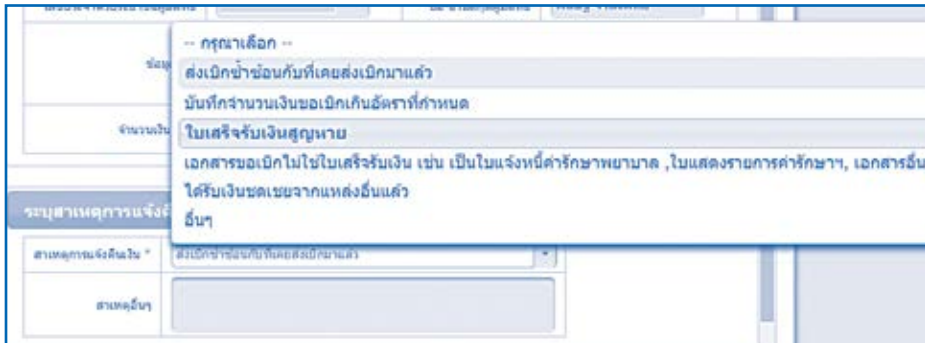 -- กรุณาเลือก --
ส่งเบิกซ้ำซ้อนกับที่เคยส่งเบิกมาแล้ว
บันทึกจำนวนเงินขอเบิกเกินอัตราที่กำหนด
ใบเสร็จรับเงินสูญหาย
เอกสารขอเบิกไม่ใช่ใบเสร็จรับเงิน เช่น เป็นใบแจ้งหนี้ค่ารักษาพยาบาล ,ใบแสดงรายการค่ารักษาฯ, เอกสารอื่น
ได้รับเงินชดเชยจากแหล่งอื่นแล้ว
อื่นๆ
จำนวนเงิน
ระบุสาเหตุการแจ้ง
สาเหตุการแจ้งคืนเงิน *
ส่งเบิกซ้ำซ้อนกับที่เคยส่งเบิกมาแล้ว
สาเหตุอื่นๆ